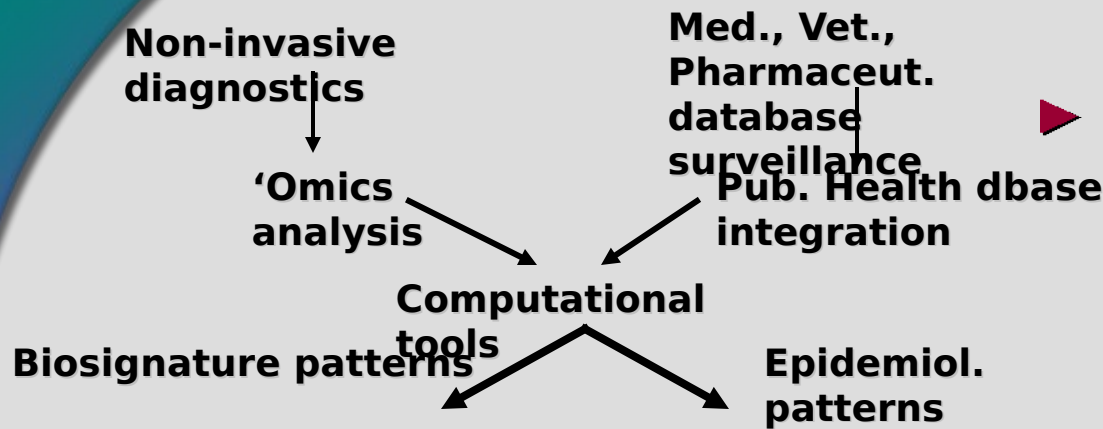 Non-invasive
diagnostics
Med., Vet.,
Pharmaceut.
database
surveillance
‘Omics
analysis
Pub. Health dbase
integration
Computational
tools
Biosignature patterns
Epidemiol.
patterns